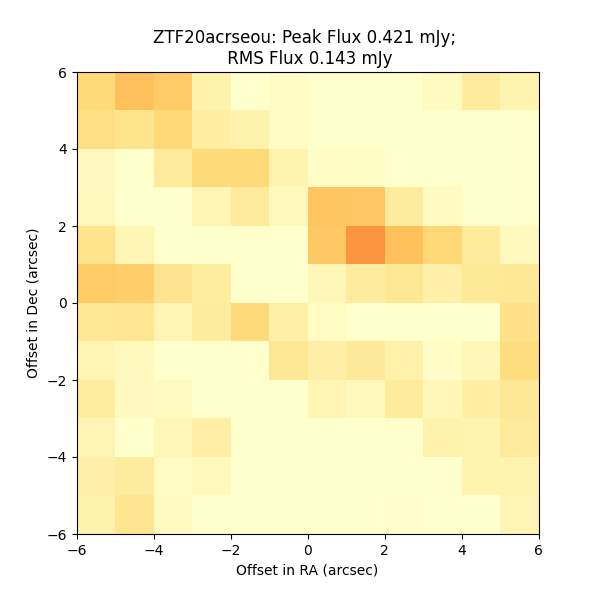 ZTF20acrseou: Peak Flux 0.421 mJy;
RMS Flux 0.143 mJy
6
4
2
0
−2
−4
−6
Offset in Dec (arcsec)
−6 −4 −2 0 2 4 6
Offset in RA (arcsec)